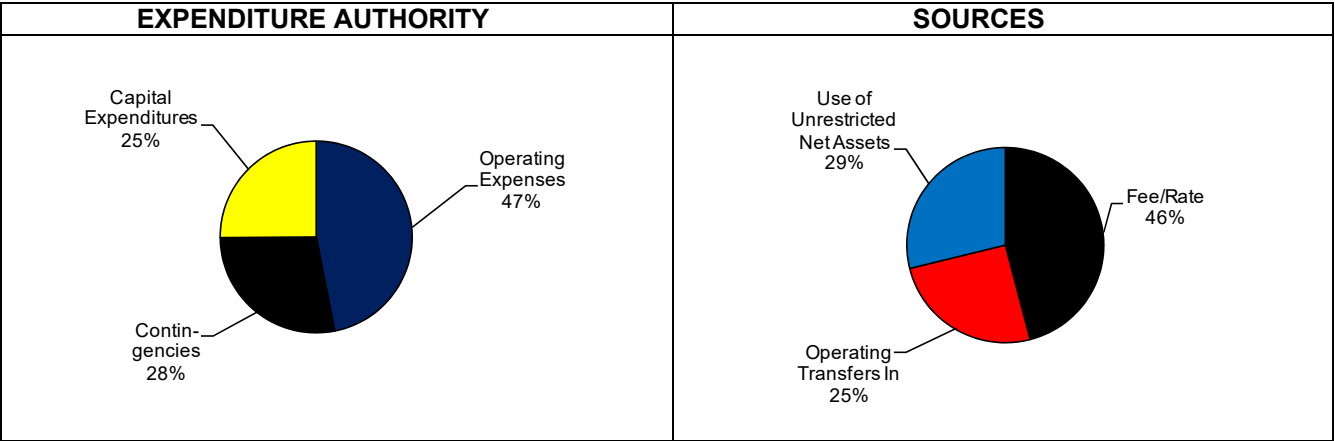 EXPENDITURE AUTHORITY
Capital
Expenditures
25%
Operating
Expenses
47%
Contin-
gencies
28%
SOURCES
Use of
Unrestricted
Net Assets
29%
Fee/Rate
46%
Operating
Transfers In
25%